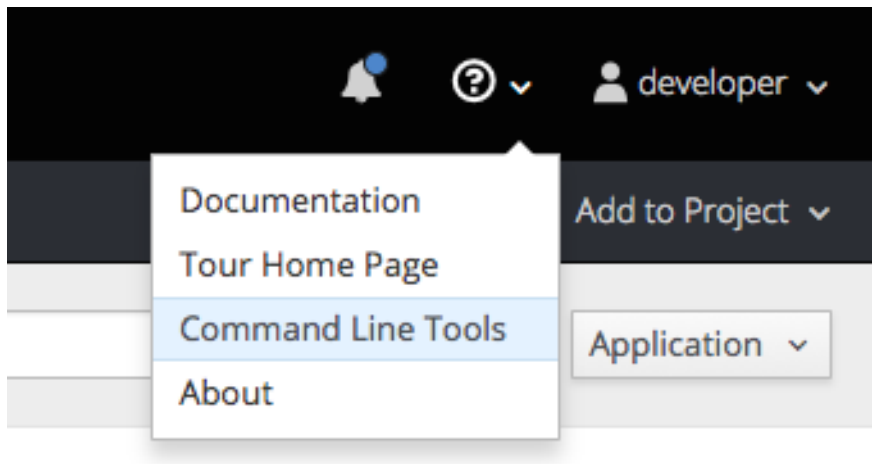 developer
Documentation
Add to Project
Tour Home Page
Command Line Tools
Application
About